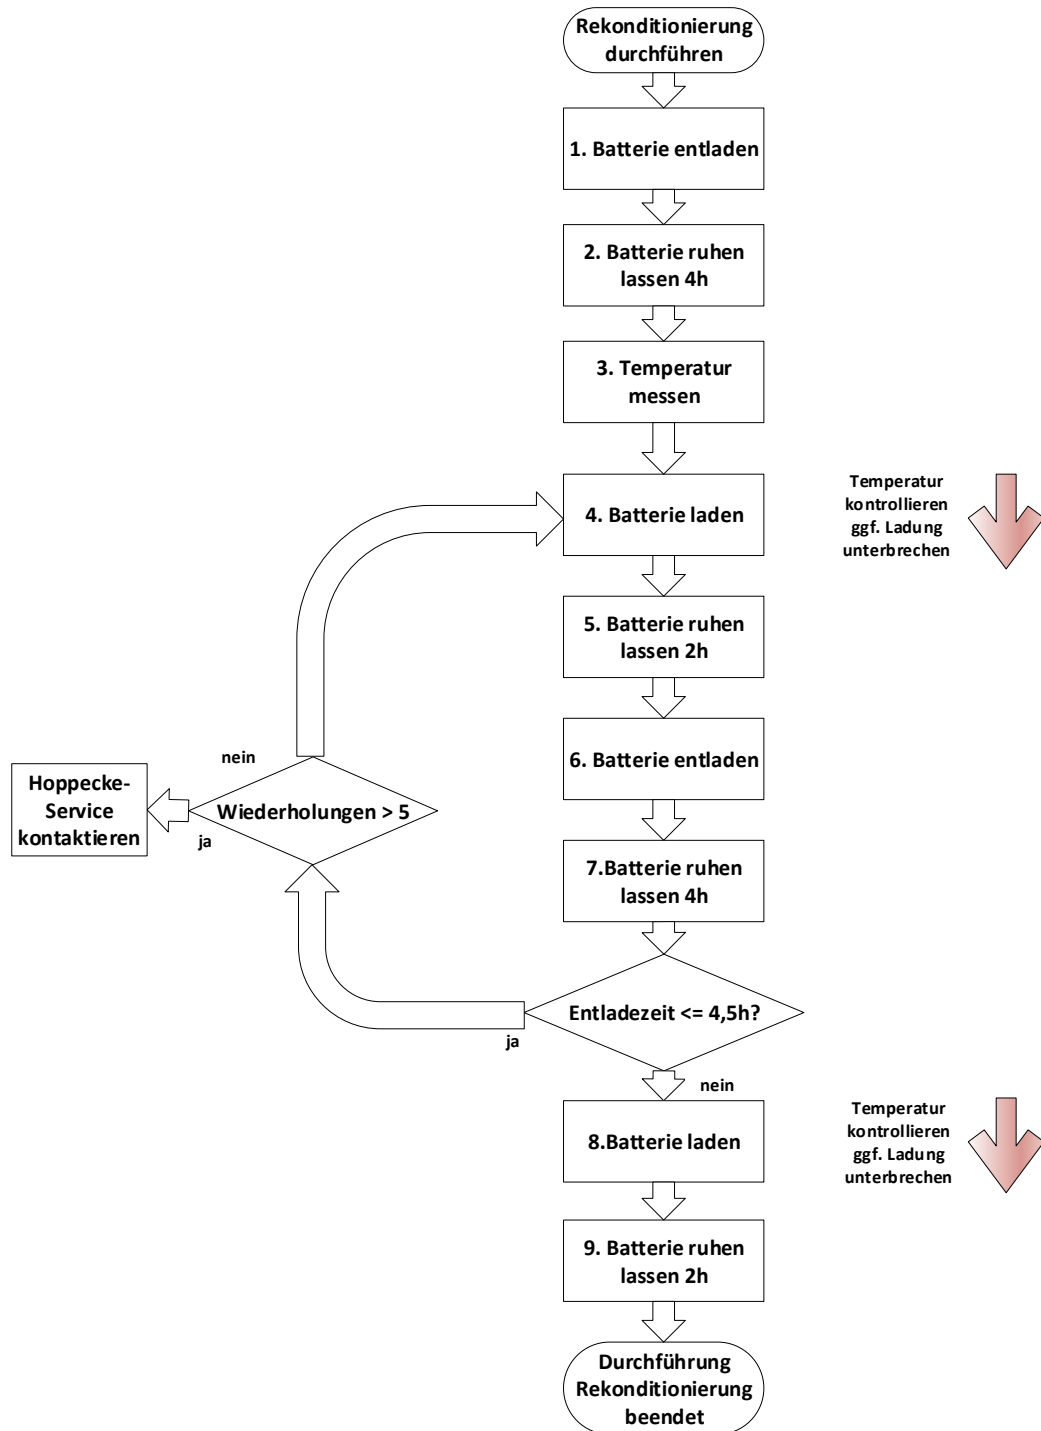 Rekonditionierung
durchführen
1. Batterie entladen
2. Batterie ruhen
lassen 4h
3. Temperatur
messen
4. Batterie laden
Temperatur
kontrollieren
ggf. Ladung
unterbrechen
5. Batterie ruhen
lassen 2h
6. Batterie entladen
nein
Hoppecke-
Service
kontaktieren
ja
Wiederholungen > 5
7.Batterie ruhen
lassen 4h
Entladezeit <= 4,5h?
ja
nein
8.Batterie laden
Temperatur
kontrollieren
ggf. Ladung
unterbrechen
9. Batterie ruhen
lassen 2h
Durchführung
Rekonditionierung
beendet